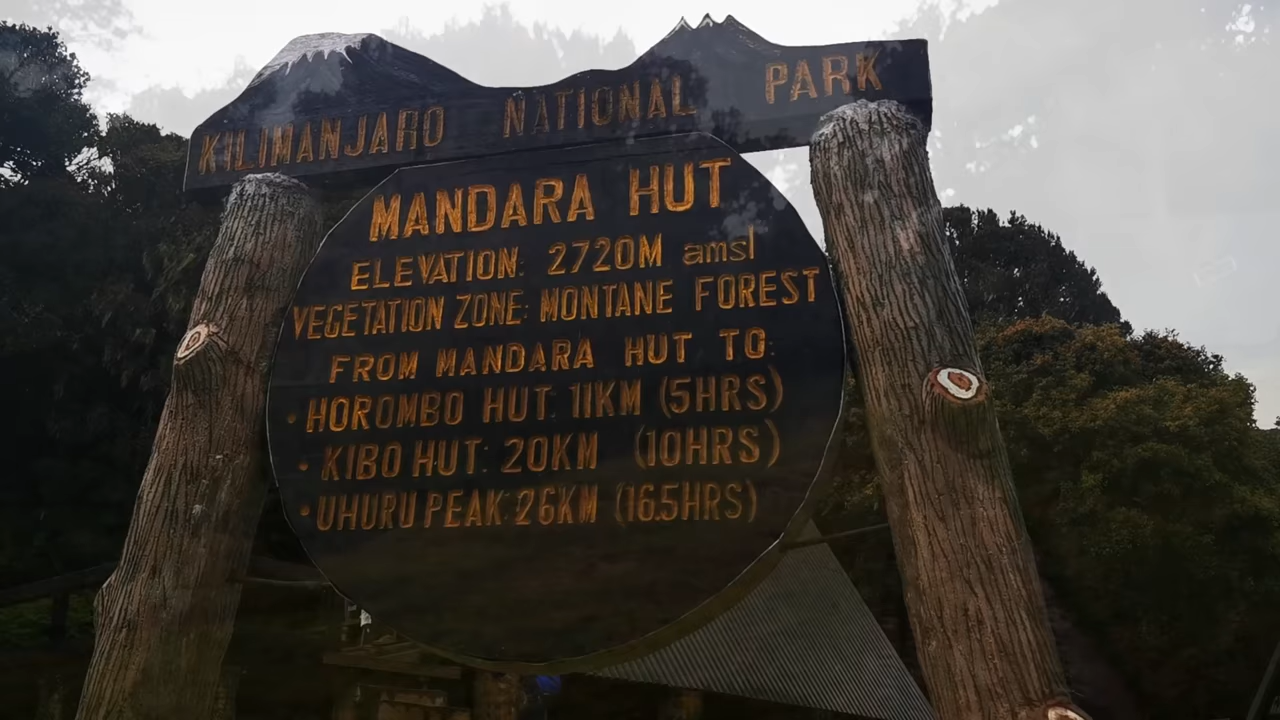 KILIMANJARO NATIONAL PARK
MANDARA HUT
ELEVATION: 2720M amsl
VEGETATION ZONE: MONTANE FOREST
FROM MANDARA HUT TO:
• HOROMBO HUT: 11KM (5HRS)
• KIBO HUT: 20KM (10HRS)
• UHURU PEAK: 26KM (16.5HRS)